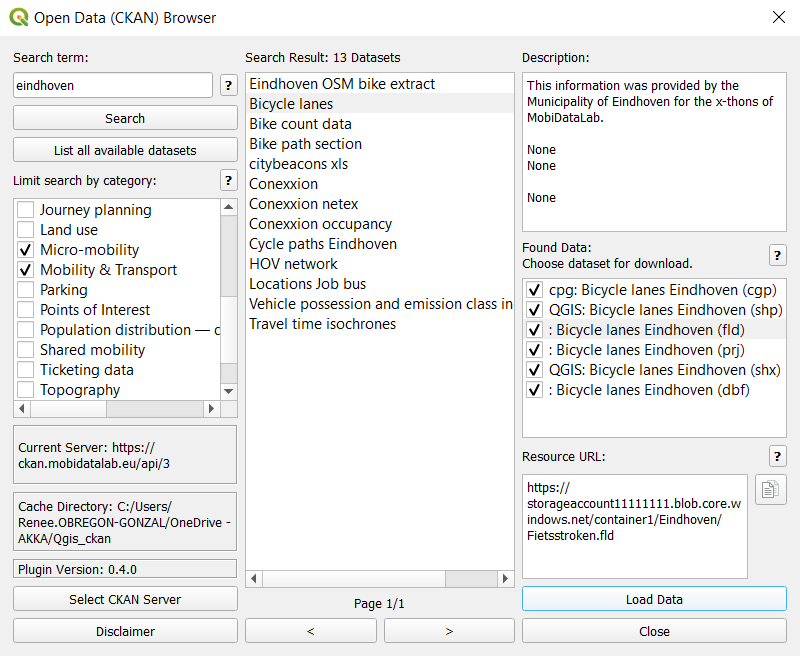 Open Data (CKAN) Browser
Search term:
eindhoven
?
Search
List all available datasets
Limit search by category:
?
Journey planning
Land use
Micro-mobility
Mobility & Transport
Parking
Points of Interest
Population distribution — c
Shared mobility
Ticketing data
Topography
Current Server: https://
ckan.mobidatalab.eu/api/3
Cache Directory: C:/Users/
Renee.OBREGON-GONZAL/OneDrive -
AKKA/Qgis_ckan
Plugin Version: 0.4.0
Select CKAN Server
Disclaimer
Search Result: 13 Datasets
Eindhoven OSM bike extract
Bicycle lanes
Bike count data
Bike path section
citybeacons xls
Conexxion
Conexxion netex
Conexxion occupancy
Cycle paths Eindhoven
HOV network
Locations Job bus
Vehicle possession and emission class in
Travel time isochrones
Page 1/1
<
>
Description:
This information was provided by the
Municipality of Eindhoven for the x-thons of
MobiDataLab.
None
None
None
Found Data:
Choose dataset for download.
?
cpg: Bicycle lanes Eindhoven (cgp)
QGIS: Bicycle lanes Eindhoven (shp)
: Bicycle lanes Eindhoven (fld)
: Bicycle lanes Eindhoven (prj)
QGIS: Bicycle lanes Eindhoven (shx)
: Bicycle lanes Eindhoven (dbf)
Resource URL:
?
https://
storageaccount11111111.blob.core.w
indows.net/container1/Eindhoven/
Fietsstroken.fld
Load Data
Close